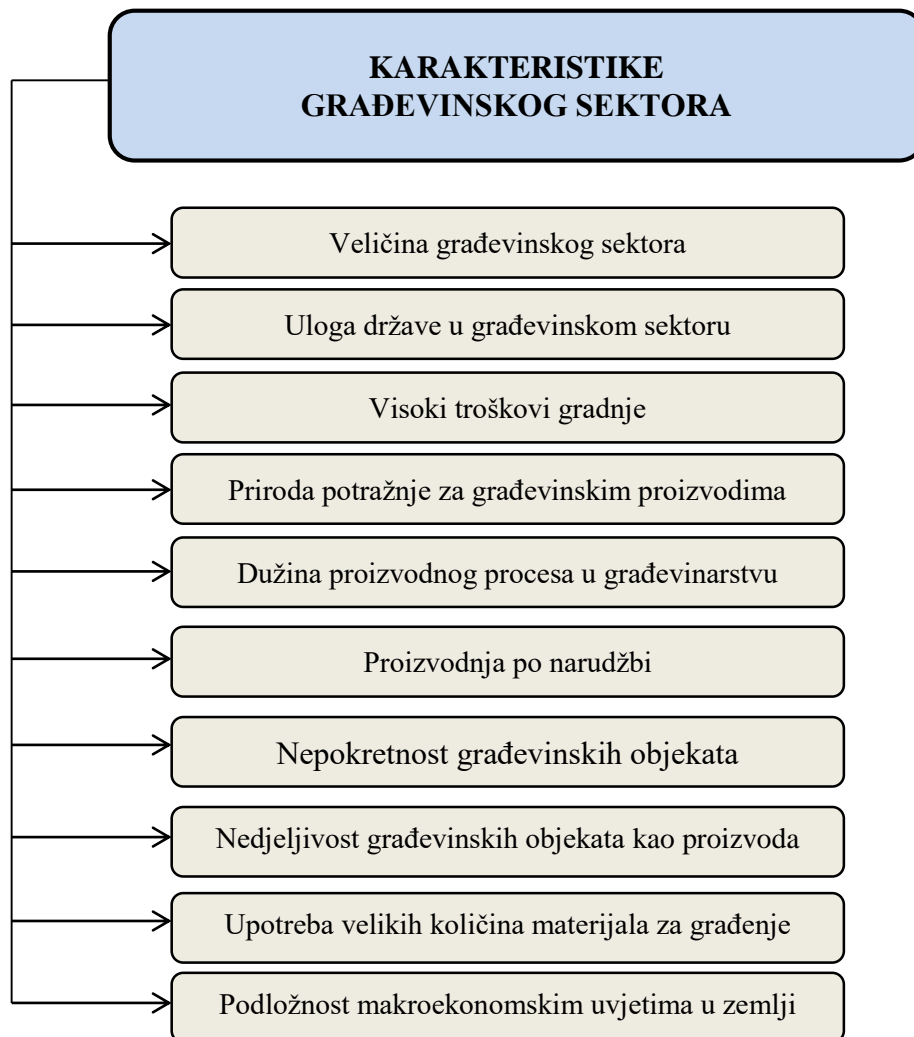 KARAKTERISTIKE
GRAĐEVINSKOG SEKTORA
Veličina građevinskog sektora
Uloga države u građevinskom sektoru
Visoki troškovi gradnje
Priroda potražnje za građevinskim proizvodima
Dužina proizvodnog procesa u građevinarstvu
Proizvodnja po narudžbi
Nepokretnost građevinskih objekata
Nedjeljivost građevinskih objekata kao proizvoda
Upotreba velikih količina materijala za građenje
Podložnost makroekonomskim uvjetima u zemlji